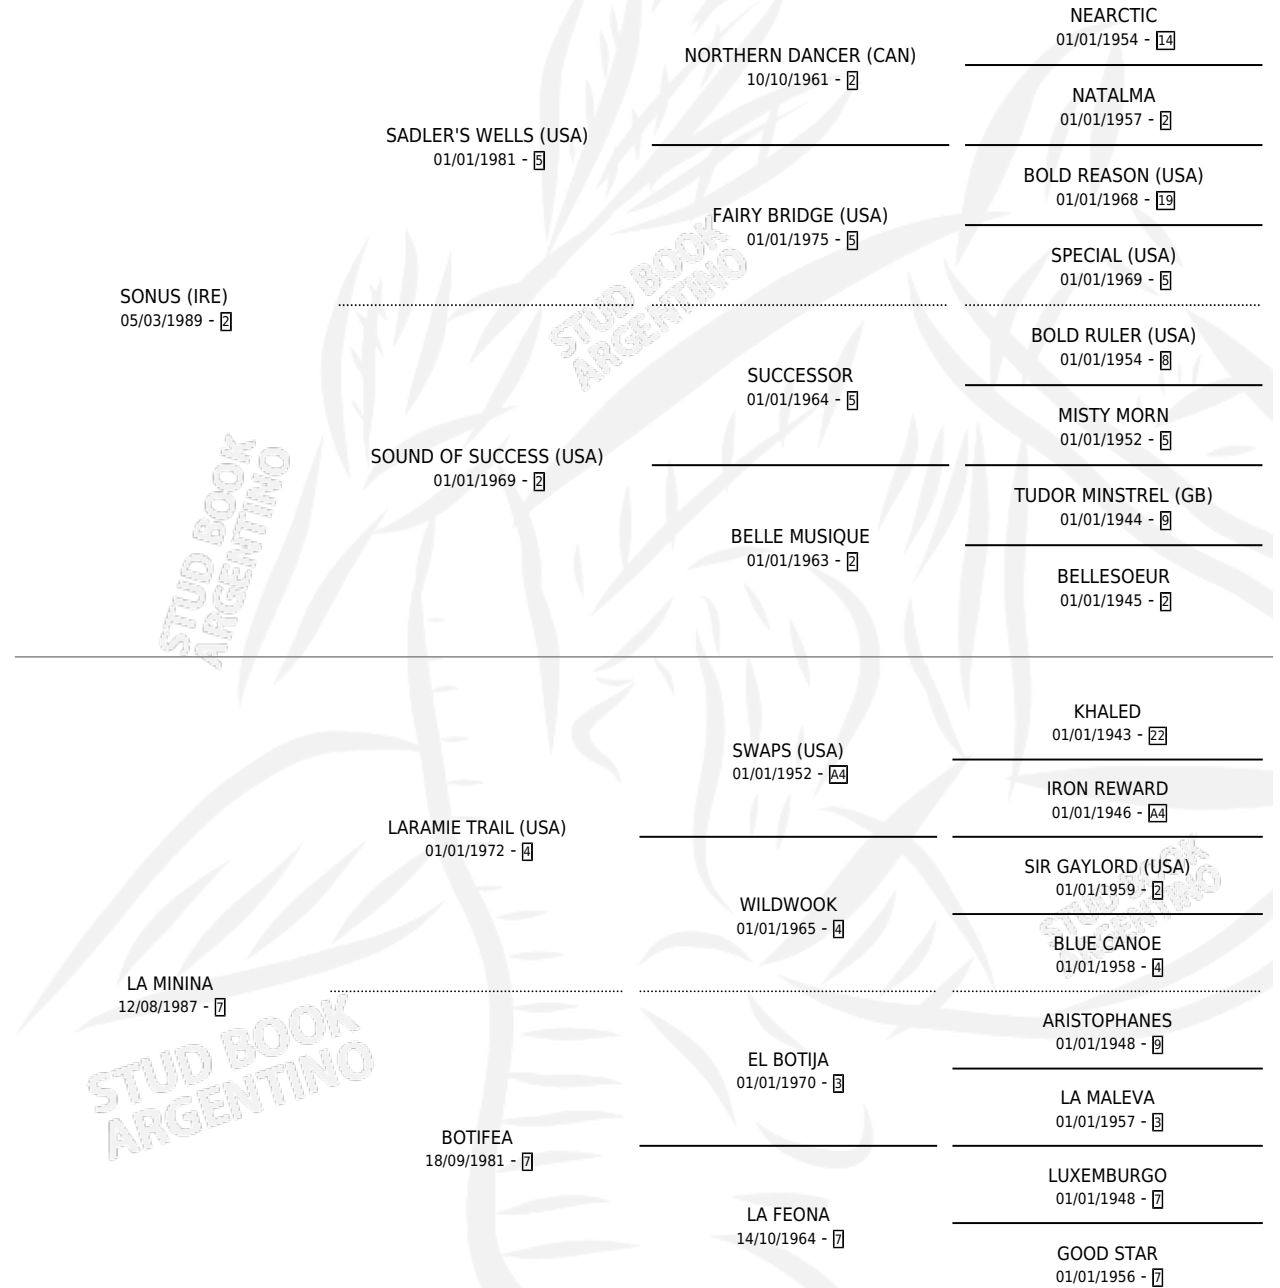 NEARCTIC
01/01/1954 - 14
NORTHERN DANCER (CAN)
10/10/1961 - 2
NATALMA
01/01/1957 - 2
SADLER'S WELLS (USA)
01/01/1981 - 5
BOLD REASON (USA)
01/01/1968 - 19
FAIRY BRIDGE (USA)
01/01/1975 - 5
SPECIAL (USA)
01/01/1969 - 5
STUD BOOK
ARGENTINO
SONUS (IRE)
05/03/1989 - 2
BOLD RULER (USA)
01/01/1954 - 8
SUCCESSOR
01/01/1964 - 5
MISTY MORN
01/01/1952 - 5
SOUND OF SUCCESS (USA)
01/01/1969 - 2
TUDOR MINSTREL (GB)
01/01/1944 - 9
BELLE MUSIQUE
01/01/1963 - 2
BELLESOEUR
01/01/1945 - 2
STUD BOOK
ARGENTINO
KHALED
01/01/1943 - 22
SWAPS (USA)
01/01/1952 - A4
IRON REWARD
01/01/1946 - A4
LARAMIE TRAIL (USA)
01/01/1972 - 4
SIR GAYLORD (USA)
01/01/1959 - 2
WILDWOOK
01/01/1965 - 4
BLUE CANOE
01/01/1958 - 4
STUD BOOK
ARGENTINO
LA MININA
12/08/1987 - 7
ARISTOPHANES
01/01/1948 - 9
EL BOTIJA
01/01/1970 - 3
LA MALEVA
01/01/1957 - 3
STUD BOOK
ARGENTINO
BOTIFEA
18/09/1981 - 7
LUXEMBURGO
01/01/1948 - 7
LA FEONA
14/10/1964 - 7
GOOD STAR
01/01/1956 - 7